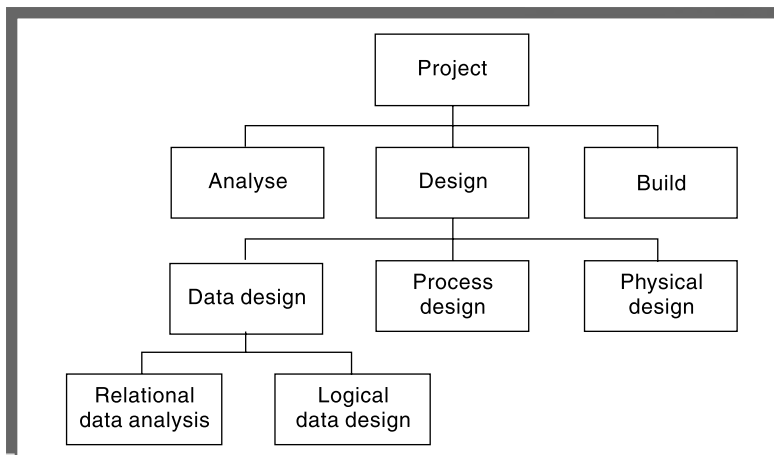 Project
Analyse
Design
Build
Data design
Process
design
Physical
design
Relational
data analysis
Logical
data design